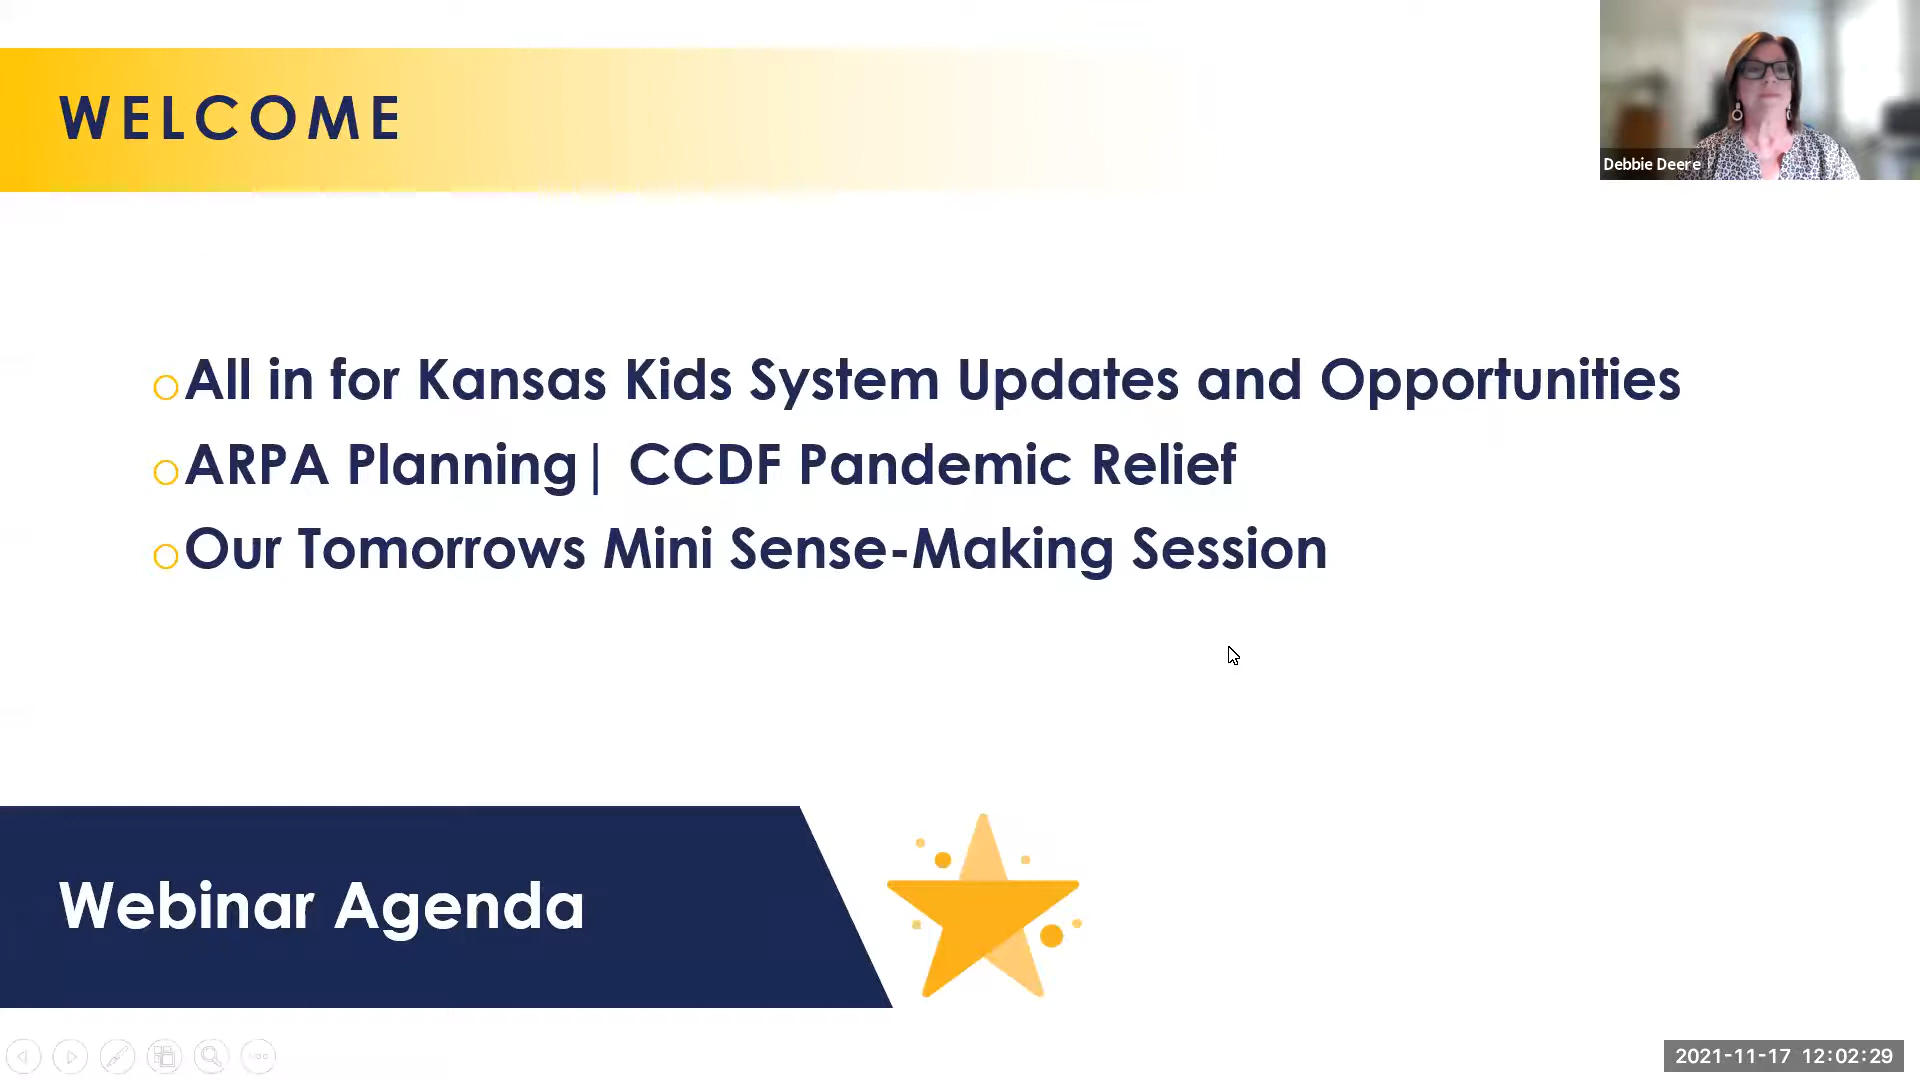 WELCOME
Debbie Deere
All in for Kansas Kids System Updates and Opportunities
ARPA Planning| CCDF Pandemic Relief
Our Tomorrows Mini Sense-Making Session
Webinar Agenda
2021-11-17 12:02:29